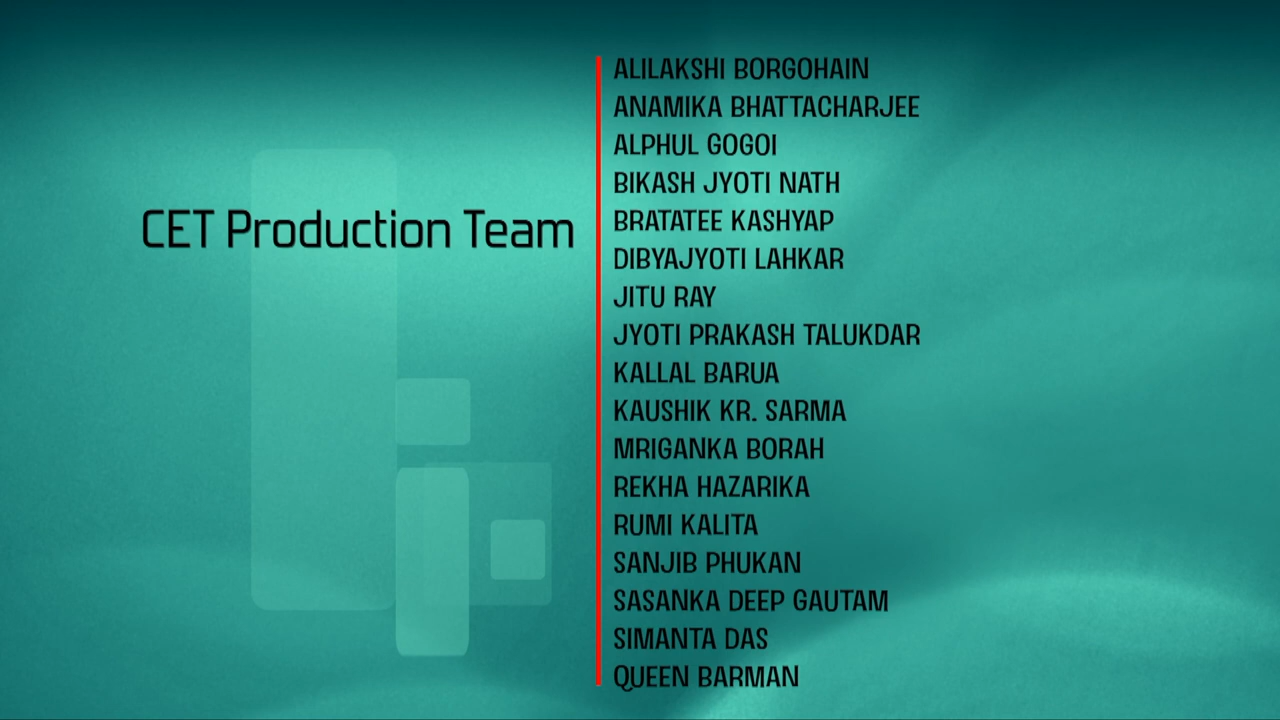 CET Production Team
ALILAKSHI BORGOHAIN
ANAMIKA BHATTACHARJEE
ALPHUL GOGOI
BIKASH JYOTI NATH
BRATATEE KASHYAP
DIBYAJYOTI LAHKAR
JITU RAY
JYOTI PRAKASH TALUKDAR
KALLAL BARUA
KAUSHIK KR. SARMA
MRIGANKA BORAH
REKHA HAZARIKA
RUMI KALITA
SANJIB PHUKAN
SASANKA DEEP GAUTAM
SIMANTA DAS
QUEEN BARMAN